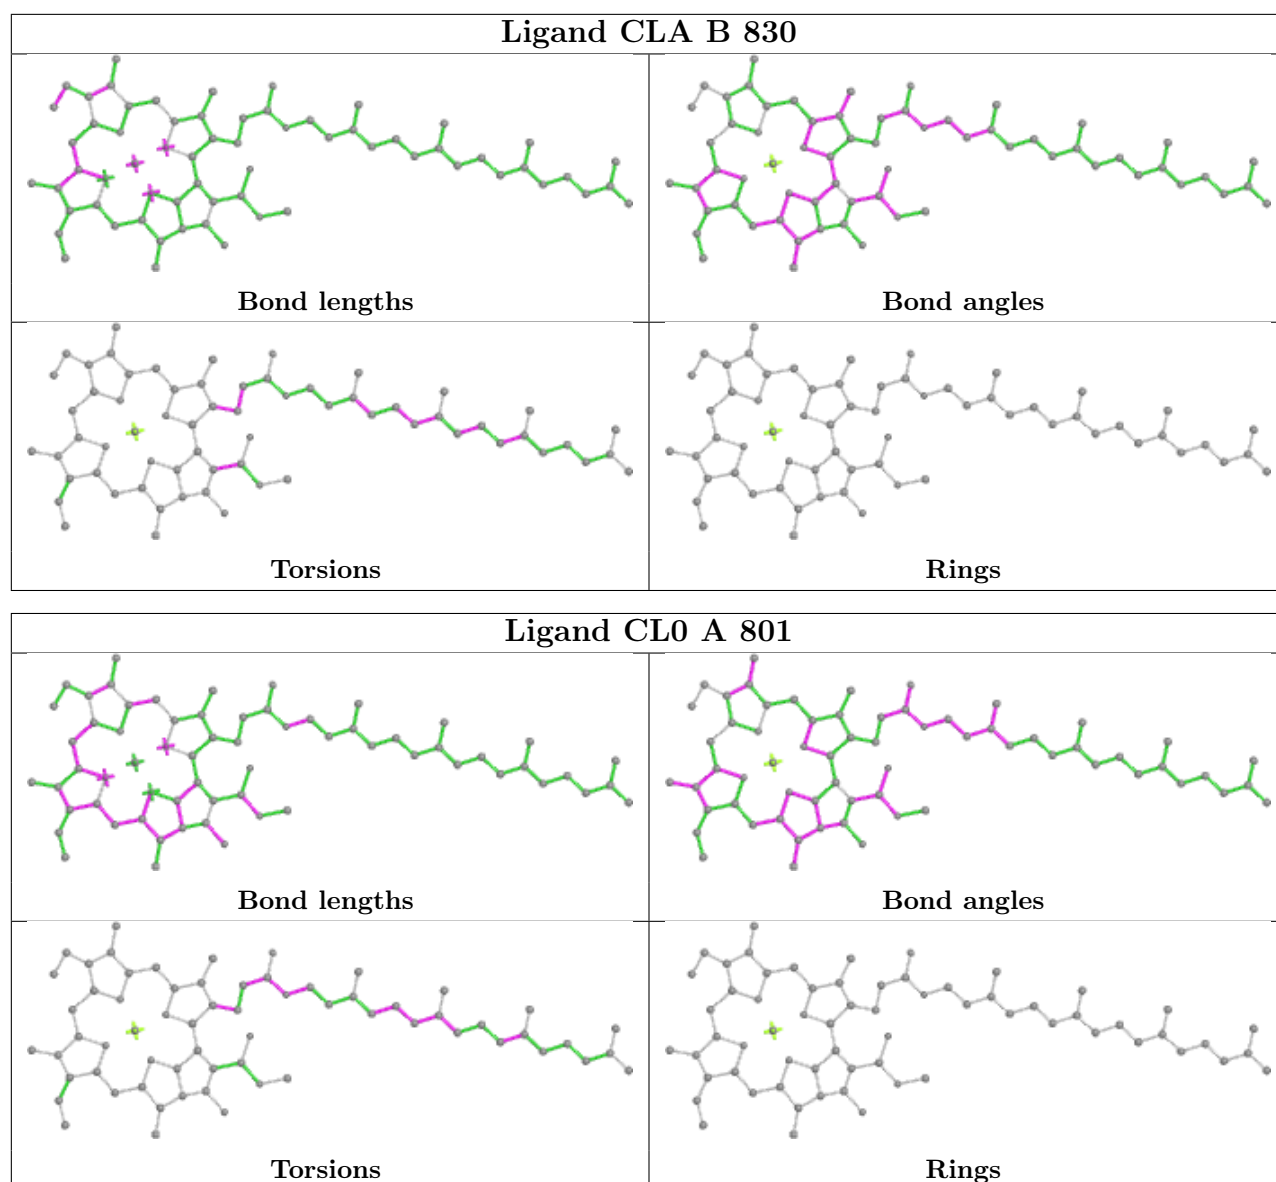 Ligand CLA B 830
Bond lengths
Bond angles
Torsions
Rings
Ligand CL0 A 801
Bond lengths
Bond angles
Torsions
Rings